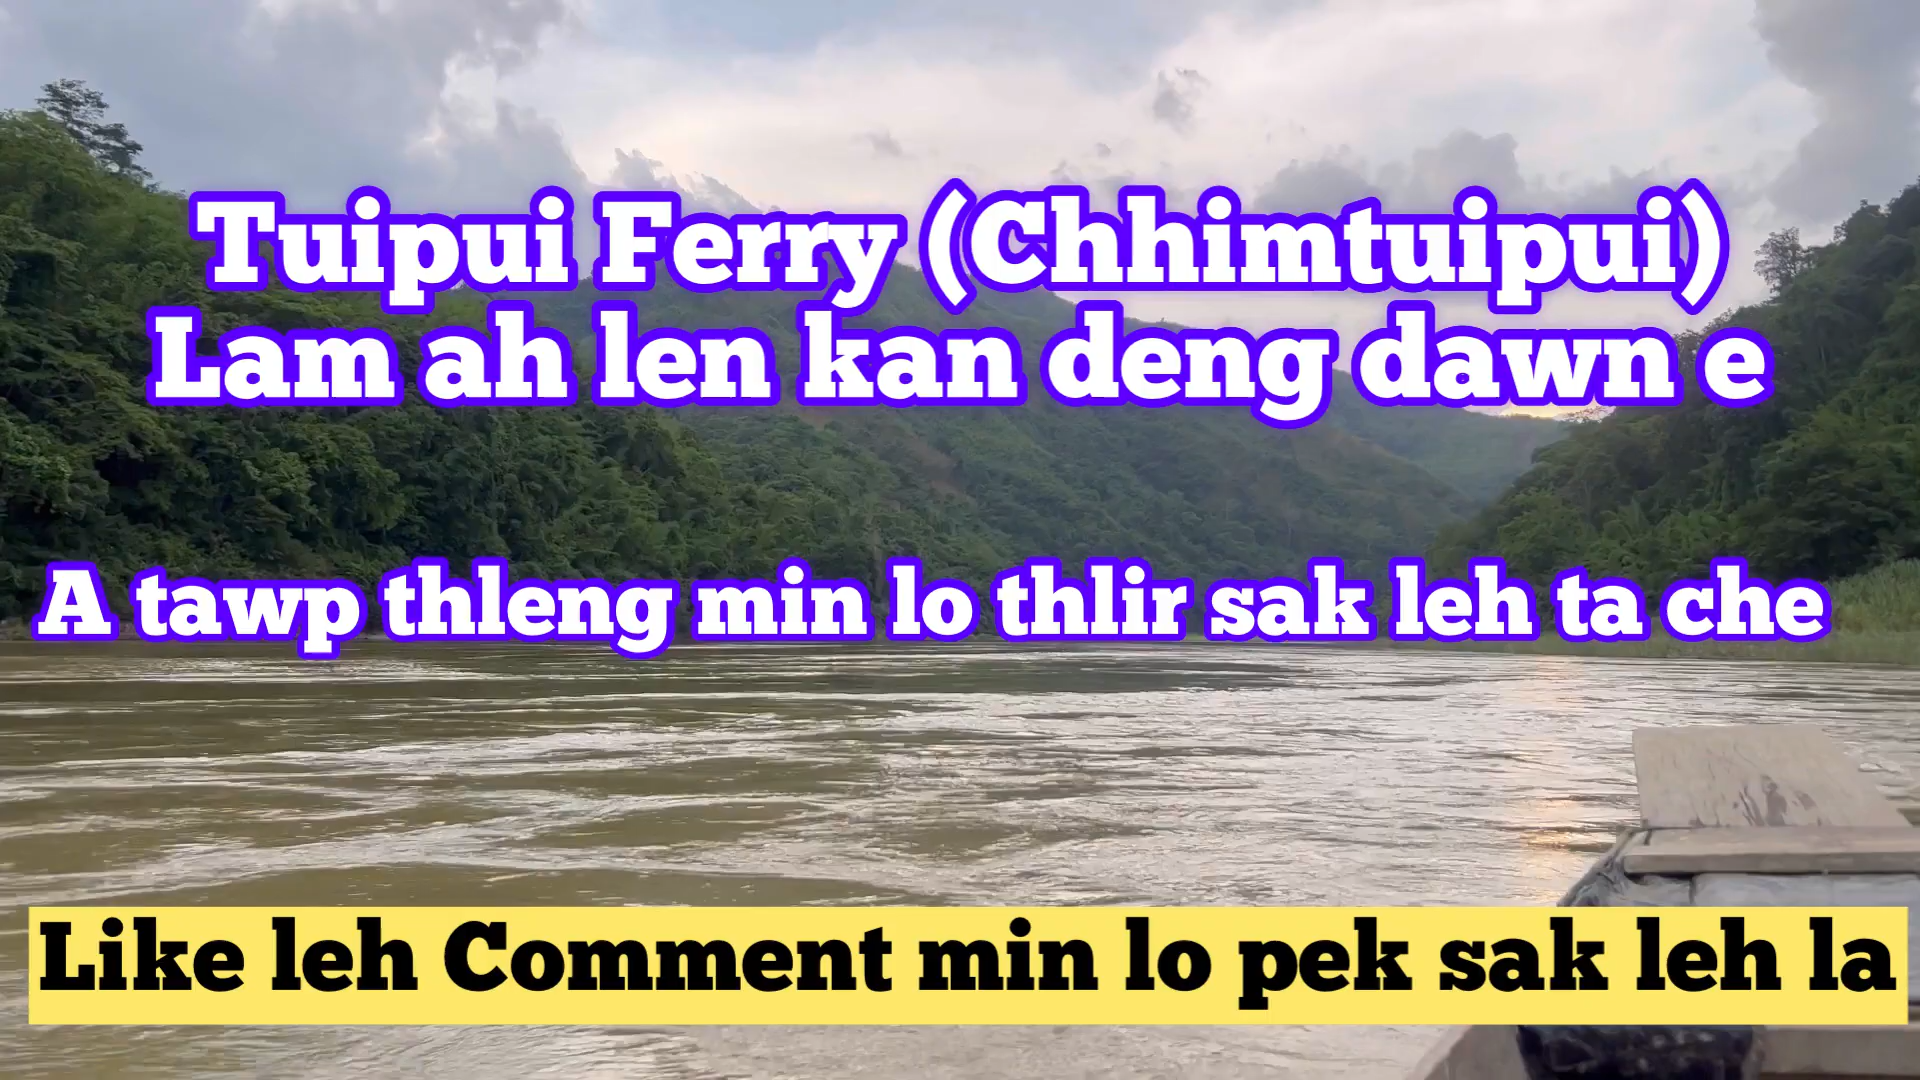 Tuipui Ferry (Chhimtuipui)
Lam ah len kan deng dawn e
A tawp thleng min lo thlir sak leh ta che
Like leh Comment min lo pek sak leh la